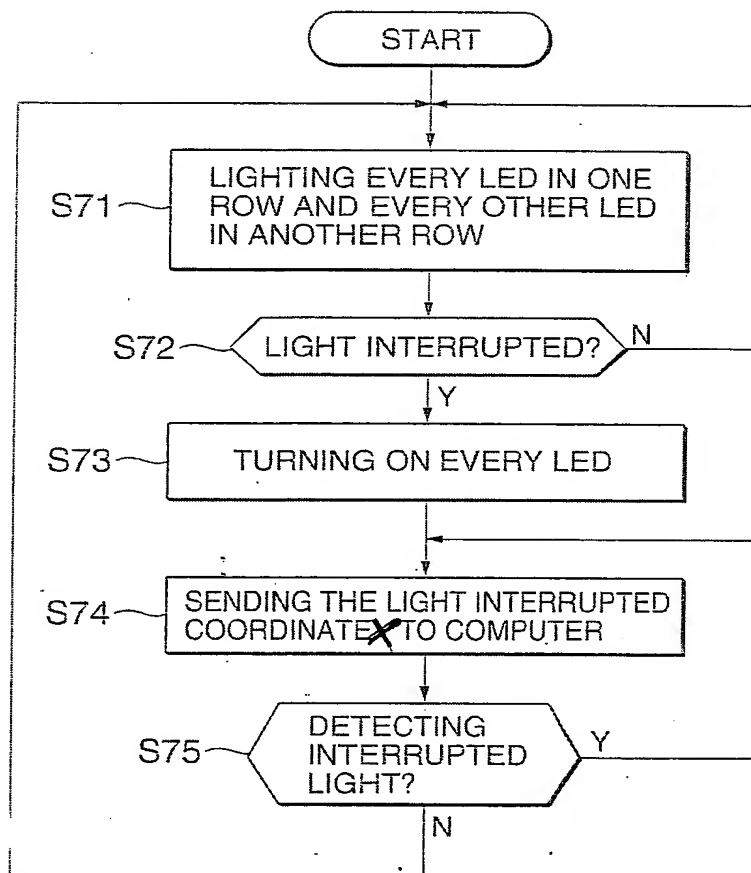 START
S71
LIGHTING EVERY LED IN ONE
ROW AND EVERY OTHER LED
IN ANOTHER ROW
S72
LIGHT INTERRUPTED?
N
Y
S73
TURNING ON EVERY LED
S74
SENDING THE LIGHT INTERRUPTED
COORDINATEX TO COMPUTER
S75
DETECTING
INTERRUPTED
LIGHT?
Y
N